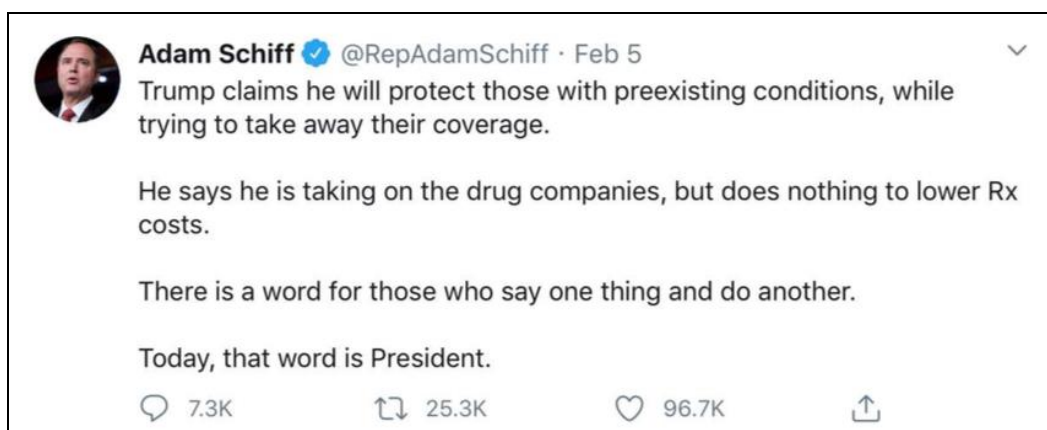 Adam Schiff @RepAdamSchiff · Feb 5
Trump claims he will protect those with preexisting conditions, while
trying to take away their coverage.
He says he is taking on the drug companies, but does nothing to lower Rx
costs.
There is a word for those who say one thing and do another.
Today, that word is President.
7.3K 25.3K 96.7K